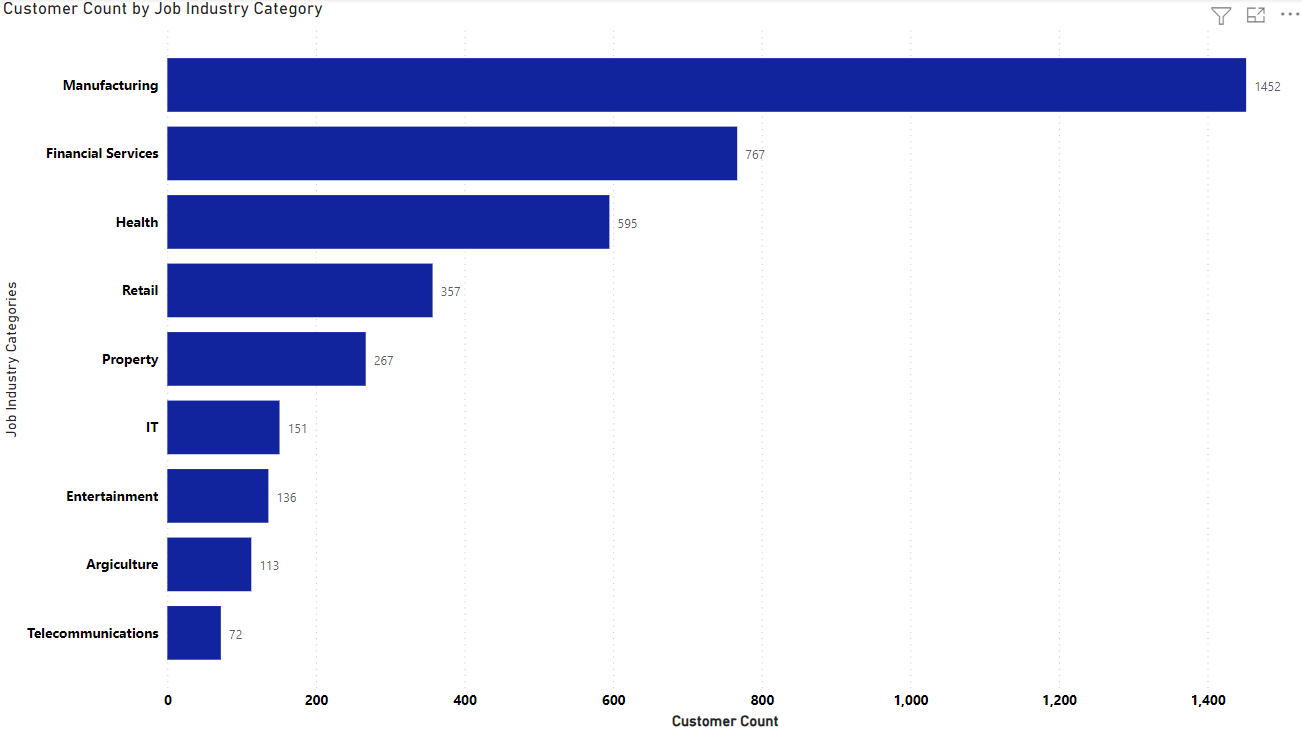 Customer Count by Job Industry Category
Manufacturing
1452
Financial Services
767
Health
595
Retail
357
Property
267
IT
151
Entertainment
136
Argiculture
113
Telecommunications
72
Job Industry Categories
0 200 400 600 800 1,000 1,200 1,400
Customer Count